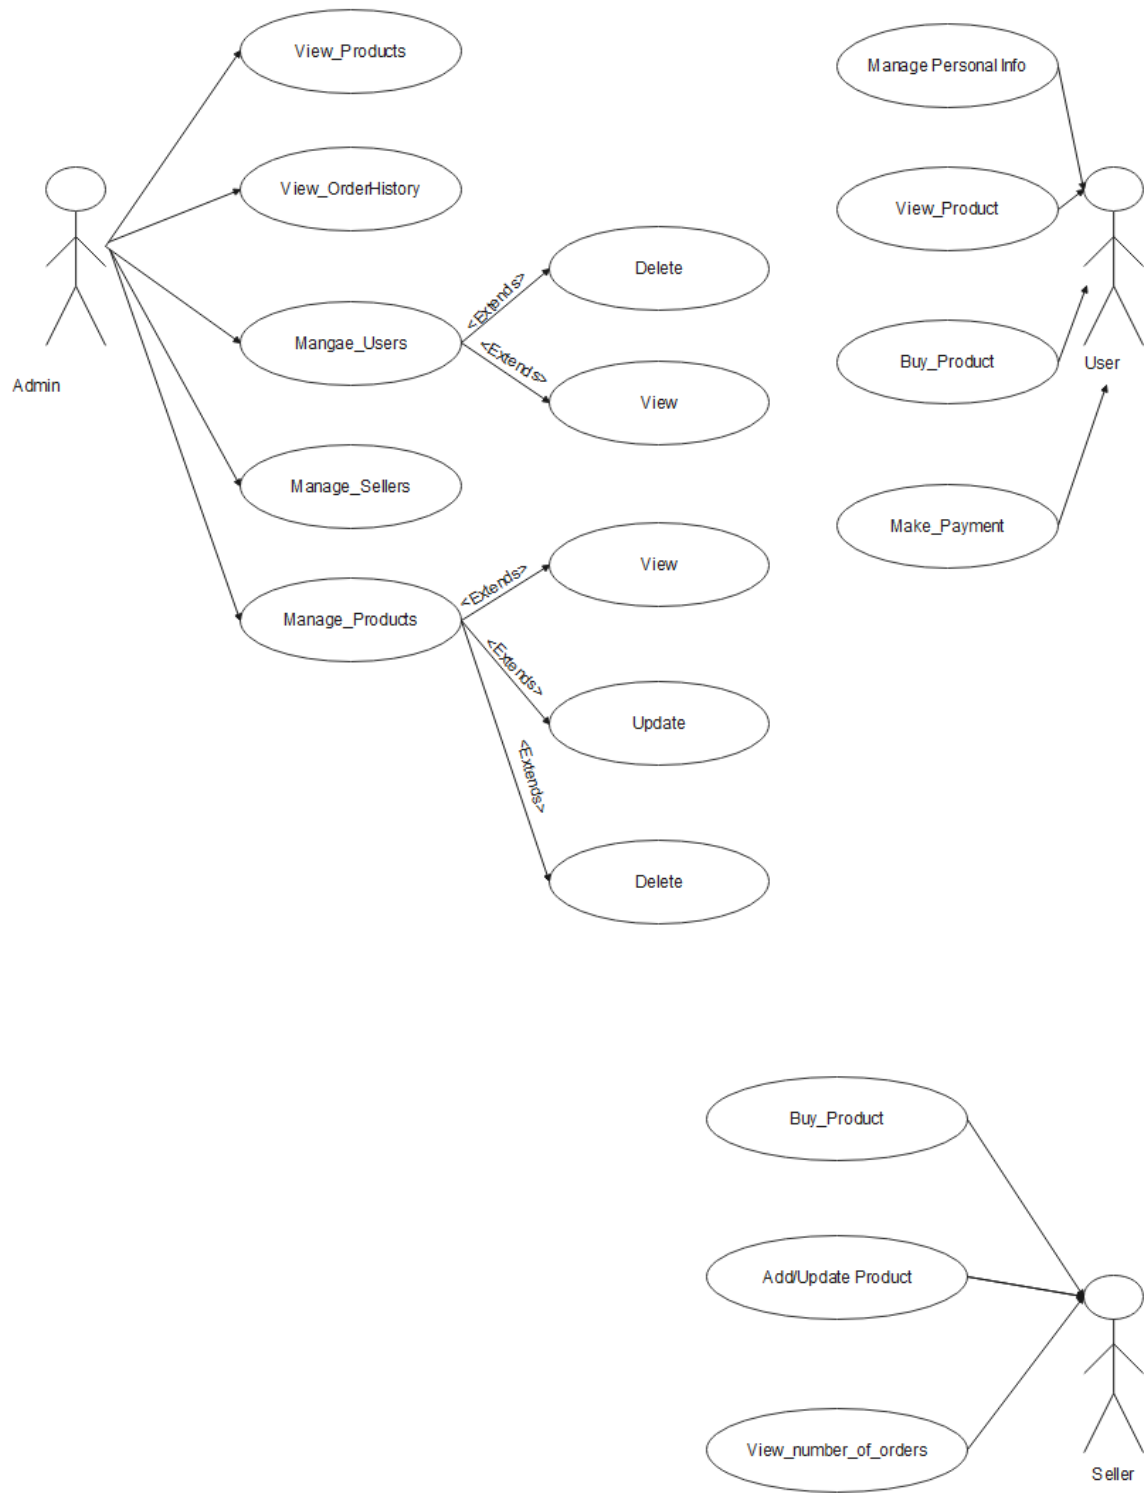 View_Products
Manage Personal Info
View_OrderHistory
View_Product
Delete
<Extends>
Mangae_Users
<Extends>
View
Buy_Product
User
Admin
Manage_Sellers
Make_Payment
View
<Extends>
Manage_Products
<Extends>
Update
<Extends>
Delete
Buy_Product
Add/Update Product
View_number_of_orders
Seller